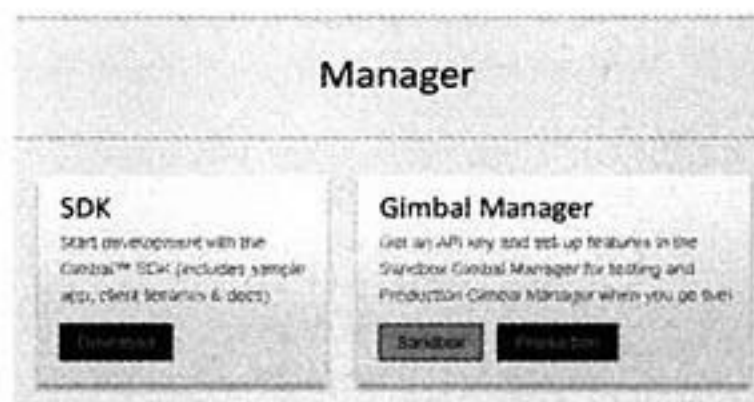 Manager
SDK
Start development with the
Gimbal™ SDK (includes sample
app, client libraries & docs)
Download
Gimbal Manager
Get an API key and set up features in the
Sandbox Gimbal Manager for testing and
Production Gimbal Manager when you go live!
Sandbox
Production